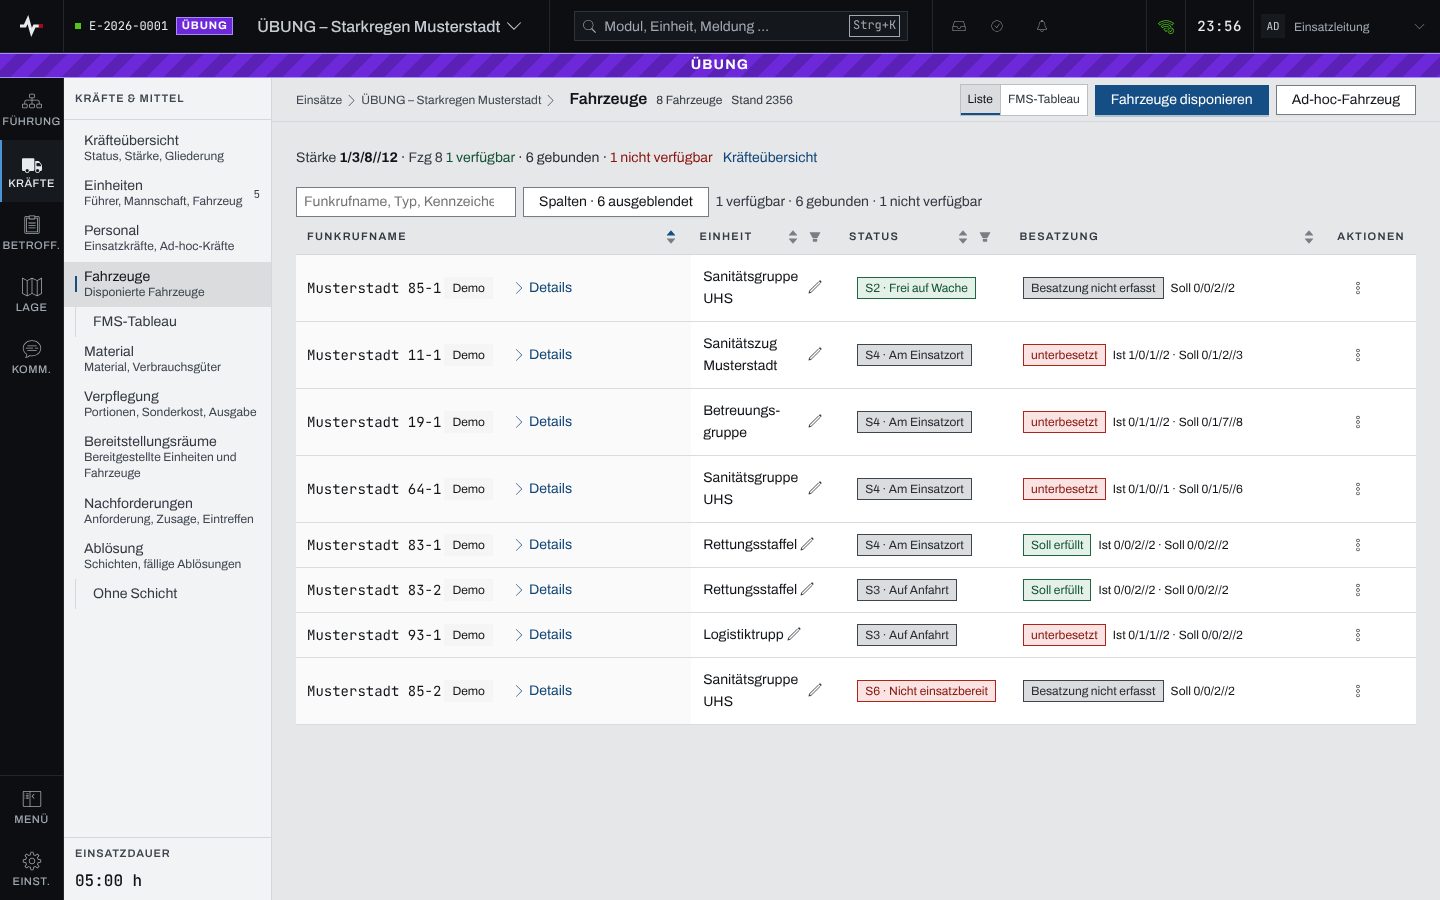 E-2026-0001 ÜBUNG ÜBUNG – Starkregen Musterstadt Modul, Einheit, Meldung ... Strg+K 23:56 AD Einsatzleitung
ÜBUNG
FÜHRUNG
KRÄFTE
BETROFF.
LAGE
KOMM.
MENÜ
EINST.
KRÄFTE & MITTEL
Kräfteübersicht
Status, Stärke, Gliederung
Einheiten
Führer, Mannschaft, Fahrzeug 5
Personal
Einsatzkräfte, Ad-hoc-Kräfte
Fahrzeuge
Disponierte Fahrzeuge
FMS-Tableau
Material
Material, Verbrauchsgüter
Verpflegung
Portionen, Sonderkost, Ausgabe
Bereitstellungsräume
Bereitgestellte Einheiten und
Fahrzeuge
Nachforderungen
Anforderung, Zusage, Eintreffen
Ablösung
Schichten, fällige Ablösungen
Ohne Schicht
EINSATZDAUER
05:00 h
Einsätze ÜBUNG – Starkregen Musterstadt Fahrzeuge 8 Fahrzeuge Stand 2356 Liste FMS-Tableau Fahrzeuge disponieren Ad-hoc-Fahrzeug
Stärke 1/3/8//12 · Fzg 8 1 verfügbar · 6 gebunden · 1 nicht verfügbar Kräfteübersicht
Funkrufname, Typ, Kennzeiche Spalten · 6 ausgeblendet 1 verfügbar · 6 gebunden · 1 nicht verfügbar
FUNKRUFNAME EINHEIT STATUS BESATZUNG AKTIONEN
Musterstadt 85-1 Demo Details Sanitätsgruppe UHS S2 · Frei auf Wache Besatzung nicht erfasst Soll 0/0/2//2
Musterstadt 11-1 Demo Details Sanitätszug Musterstadt S4 · Am Einsatzort unterbesetzt Ist 1/0/1//2 · Soll 0/1/2//3
Musterstadt 19-1 Demo Details Betreuungs-gruppe S4 · Am Einsatzort unterbesetzt Ist 0/1/1//2 · Soll 0/1/7//8
Musterstadt 64-1 Demo Details Sanitätsgruppe UHS S4 · Am Einsatzort unterbesetzt Ist 0/1/0//1 · Soll 0/1/5//6
Musterstadt 83-1 Demo Details Rettungsstaffel S4 · Am Einsatzort Soll erfüllt Ist 0/0/2//2 · Soll 0/0/2//2
Musterstadt 83-2 Demo Details Rettungsstaffel S3 · Auf Anfahrt Soll erfüllt Ist 0/0/2//2 · Soll 0/0/2//2
Musterstadt 93-1 Demo Details Logistiktrupp S3 · Auf Anfahrt unterbesetzt Ist 0/1/1//2 · Soll 0/0/2//2
Musterstadt 85-2 Demo Details Sanitätsgruppe UHS S6 · Nicht einsatzbereit Besatzung nicht erfasst Soll 0/0/2//2